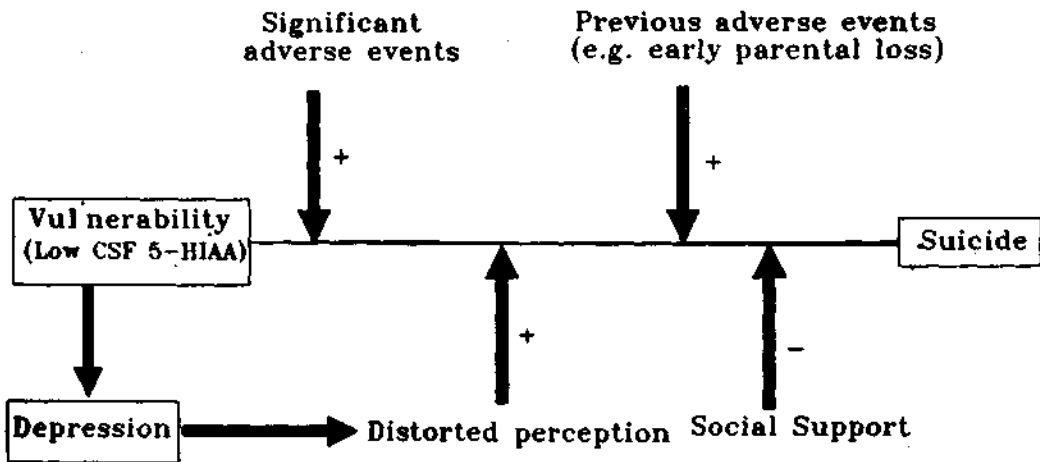 Significant
adverse events
Previous adverse events
(e.g. early parental loss)
+
+
Vulnerability
(Low CSF 5-HIAA)
Suicide
+
-
Depression
Distorted perception
Social Support